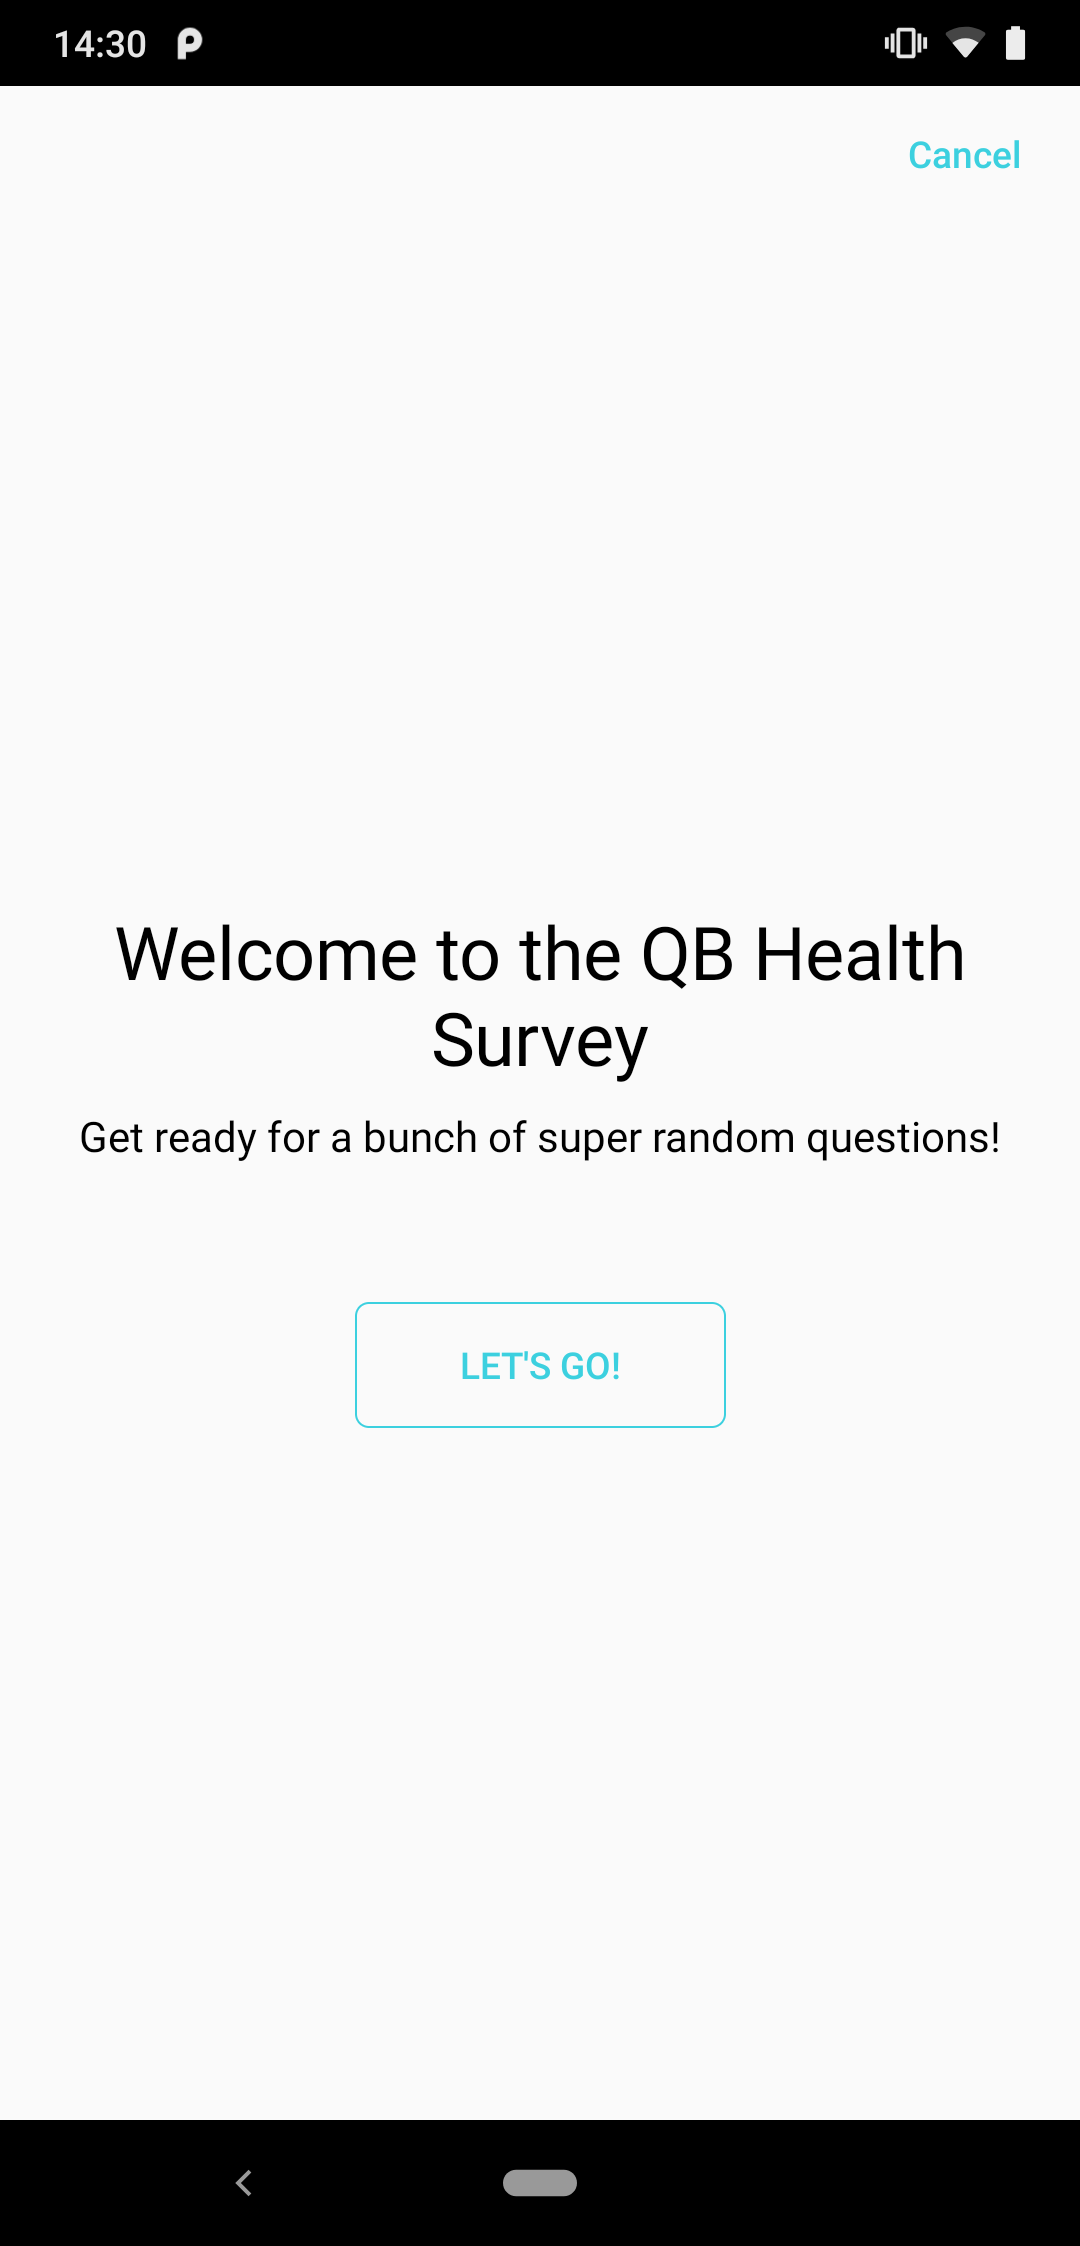 14:30
Cancel
Welcome to the QB Health
Survey
Get ready for a bunch of super random questions!
LET'S GO!